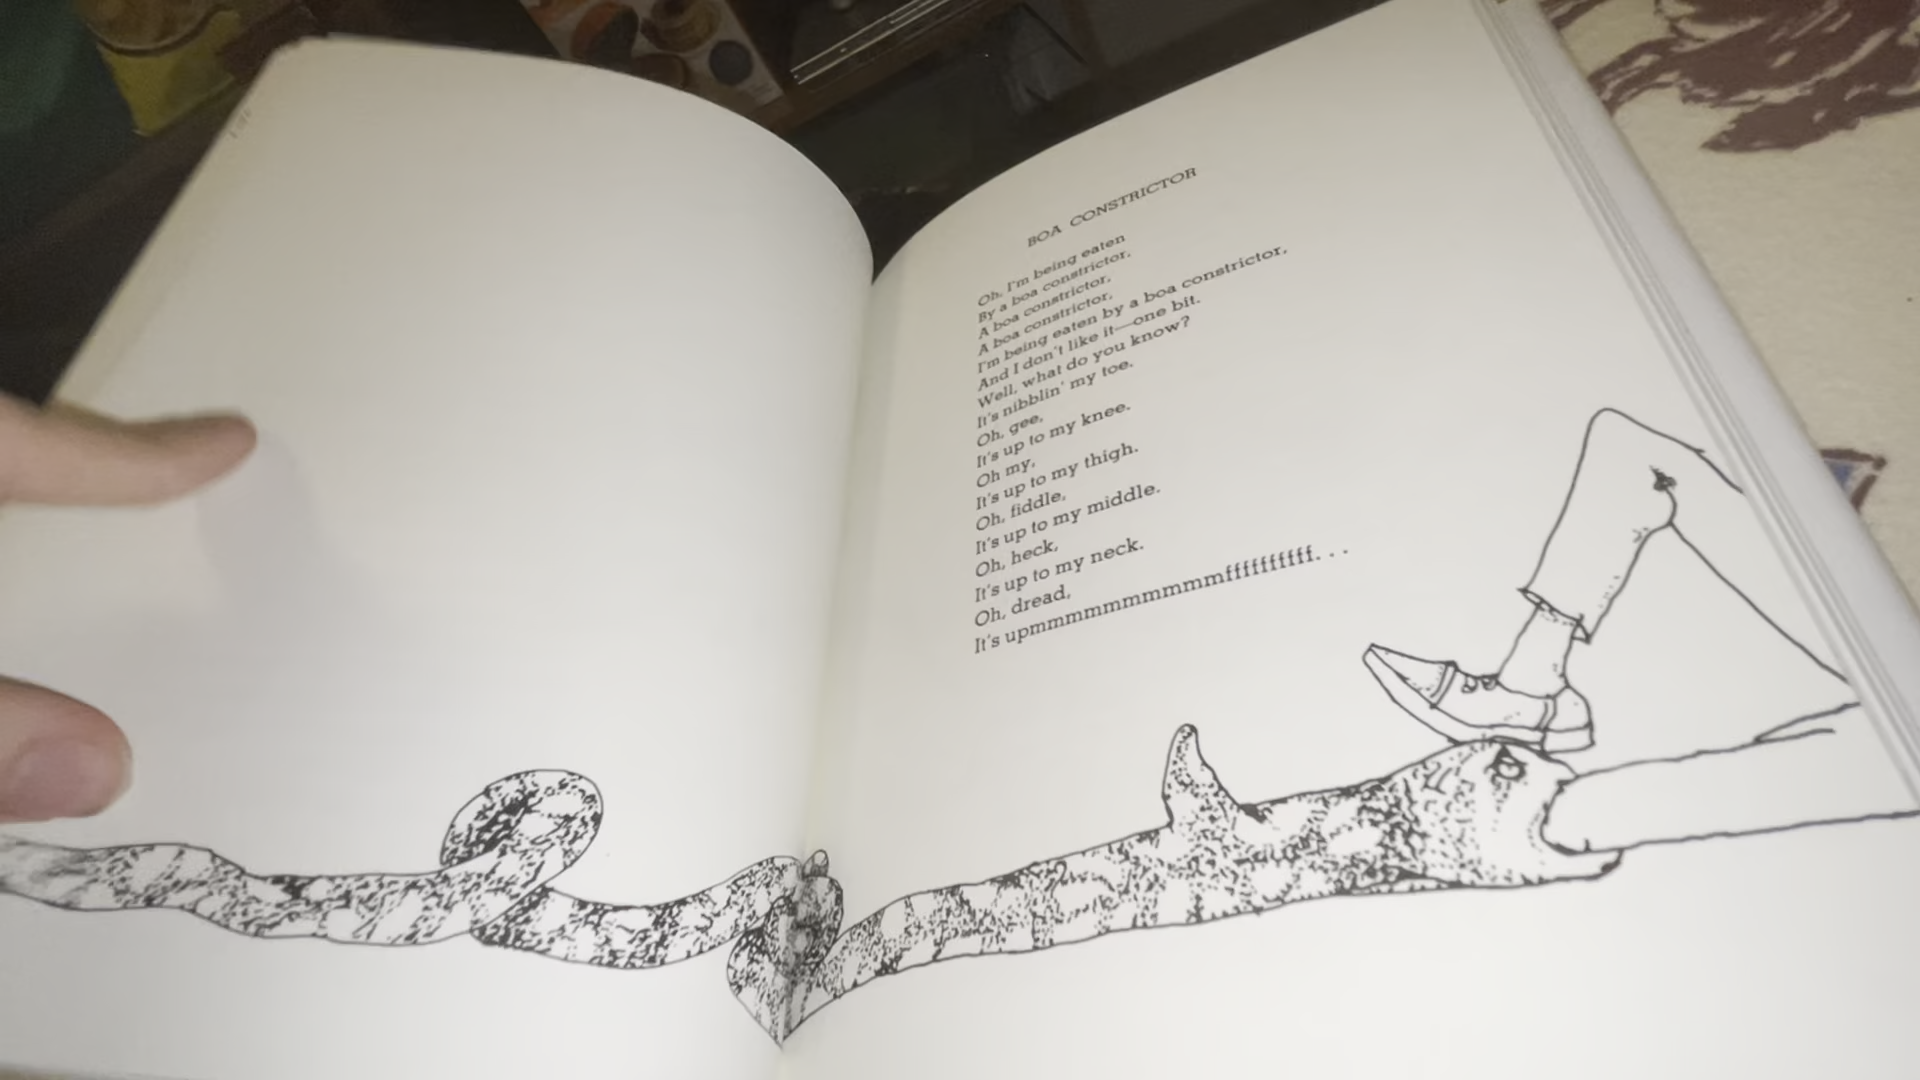 BOA CONSTRICTOR
Oh, I'm being eaten
By a boa constrictor,
A boa constrictor,
A boa constrictor,
I'm being eaten by a boa constrictor,
And I don't like it—one bit.
Well, what do you know?
It's nibblin' my toe.
Oh, gee,
It's up to my knee.
Oh my,
It's up to my thigh.
Oh, fiddle,
It's up to my middle.
Oh, heck,
It's up to my neck.
Oh, dread,
It's upmmmmmmmmmmffffffffff. . .